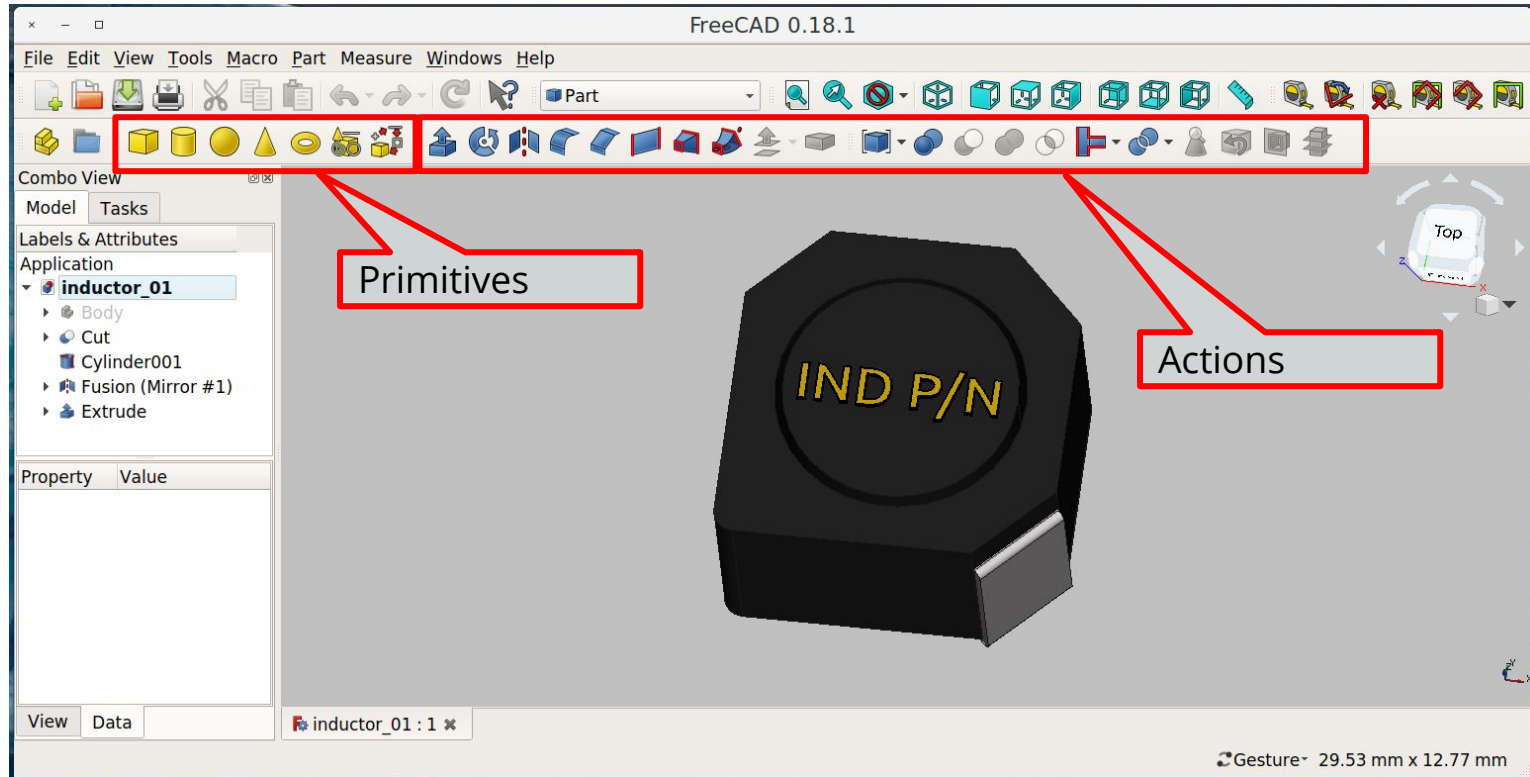 FreeCAD 0.18.1
File Edit View Tools Macro Part Measure Windows Help
Part
Combo View
Model Tasks
Labels & Attributes
Application
inductor_01
Body
Cut
Cylinder001
Fusion (Mirror #1)
Extrude
Property Value
View Data
Primitives
Actions
IND P/N
Top
z
x
inductor_01 : 1
Gesture 29.53 mm x 12.77 mm